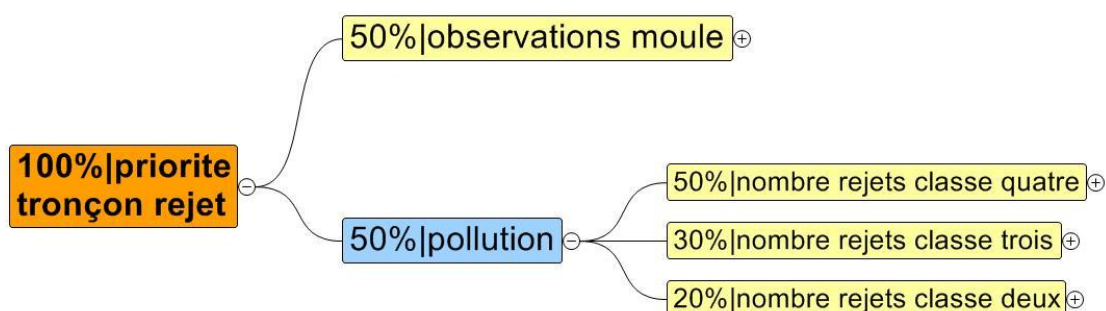 50%|observations moule
100%|priorite
tronçon rejet
50%|pollution
50%|nombre rejets classe quatre
30%|nombre rejets classe trois
20%|nombre rejets classe deux